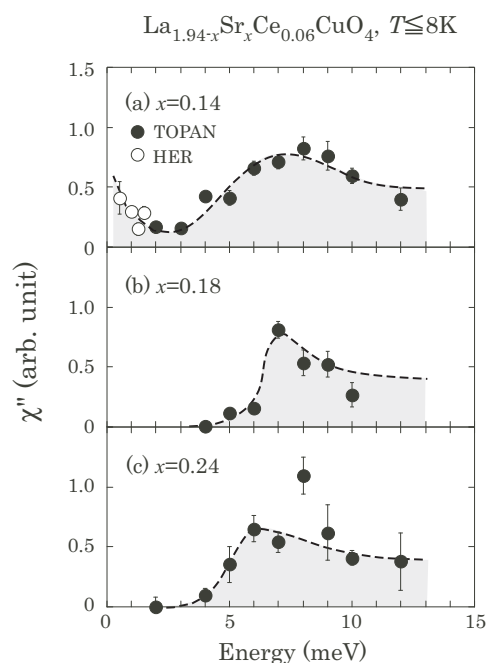 La₁.₉₄₋ₓSrₓCe₀.₀₆CuO₄, T≦8K
(a) x=0.14
TOPAN
HER
1.5
1.0
0.5
0
(b) x=0.18
1.0
0.5
0
(c) x=0.24
1.0
0.5
0
χ" (arb. unit)
0 5 10 15
Energy (meV)